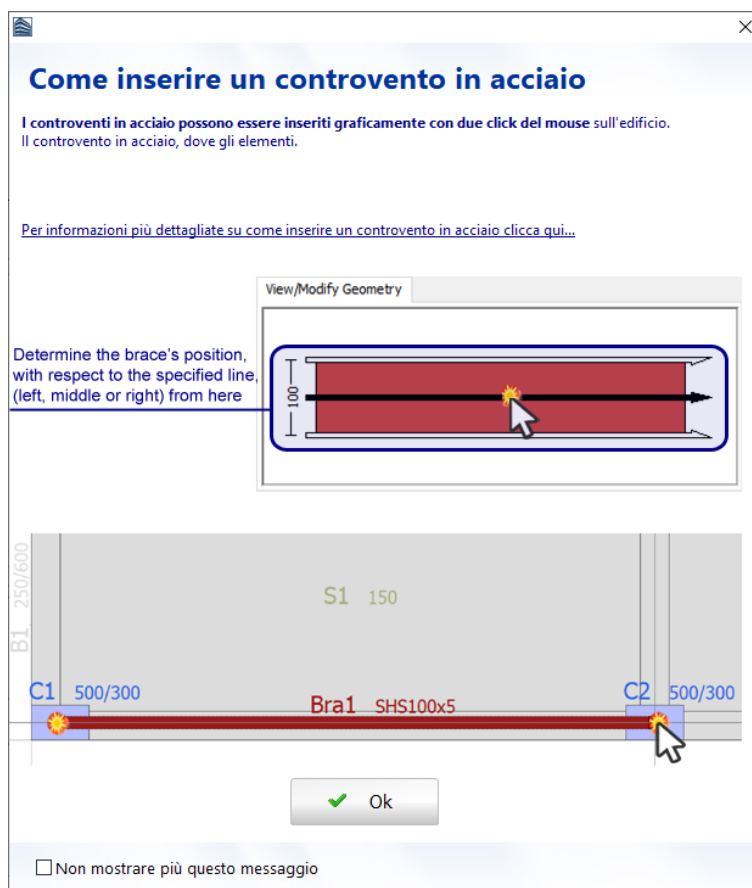 Come inserire un controvento in acciaio
I controventi in acciaio possono essere inseriti graficamente con due click del mouse sull'edificio.
Il controvento in acciaio, dove gli elementi.
Per informazioni più dettagliate su come inserire un controvento in acciaio clicca qui...
View/Modify Geometry
Determine the brace's position,
with respect to the specified line,
(left, middle or right) from here
100
B1 250/600
S1 150
C1 500/300
Bra1 SHS100x5
C2 500/300
Ok
Non mostrare più questo messaggio